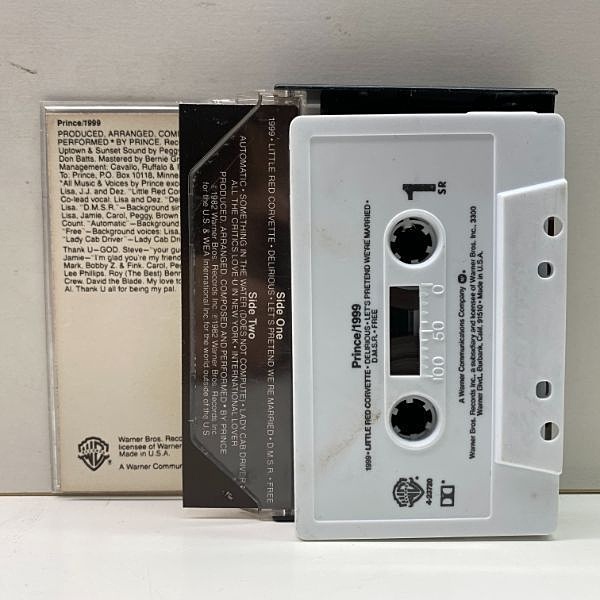 Prince/1999
PRODUCED, ARRANGED, COM
PERFORMED • BY PRINCE. Rec
Uptown & Sunset Sound by Peggy
Don Batts. Mastered by Bernie Gr
Management: Cavallo, Ruffalo &
To: Prince, P.O. Box 10118, Minne
"All Music & Voices by Prince exce
Lisa, J.J. and Dez. "Little Red Cor
Co-lead vocal: Lisa and Dez. "De
Lisa. "D.M.S.R."—Background sin
Lisa, Jamie, Carol, Peggy, Brown
Count. "Automatic"—Background
"Free"—Background voices: Lisa,
"Lady Cab Driver"—Lady Cab Dr
Thank U—GOD. Steve—"your gu
Jamie—"I'm glad you're my friend
Mark, Bobby Z. & Fink, Carol, Pe
Lee Phillips, Roy (The Best) Benn
Crew. David the Blade. My love to
Al. Thank U all for being my pal.
Warner Bros. Reco
licensee of Warner
Made in U.S.A.
A Warner Commun
Side One
1999 • LITTLE RED CORVETTE • DELIRIOUS • LET'S PRETEND WE'RE MARRIED • D.M.S.R. • FREE
Side Two
AUTOMATIC • SOMETHING IN THE WATER (DOES NOT COMPUTE) • LADY CAB DRIVER •
ALL THE CRITICS LOVE U IN NEW YORK • INTERNATIONAL LOVER
PRODUCED, ARRANGED, COMPOSED AND PERFORMED • BY PRINCE
℗ 1982 Warner Bros. Records Inc. © 1982 Warner Bros. Records Inc.
for the U.S. & WEA International Inc. for the world outside of the U.S.
1
SR
Prince/1999
1999 • LITTLE RED CORVETTE • DELIRIOUS • LET'S PRETEND WE'RE MARRIED •
D.M.S.R. • FREE
100 50 0
A Warner Communications Company
Warner Bros. Records Inc., a subsidiary and licensee of Warner Bros. Inc., 3300
Warner Blvd., Burbank, Calif. 91510 • Made in U.S.A.
4-23720